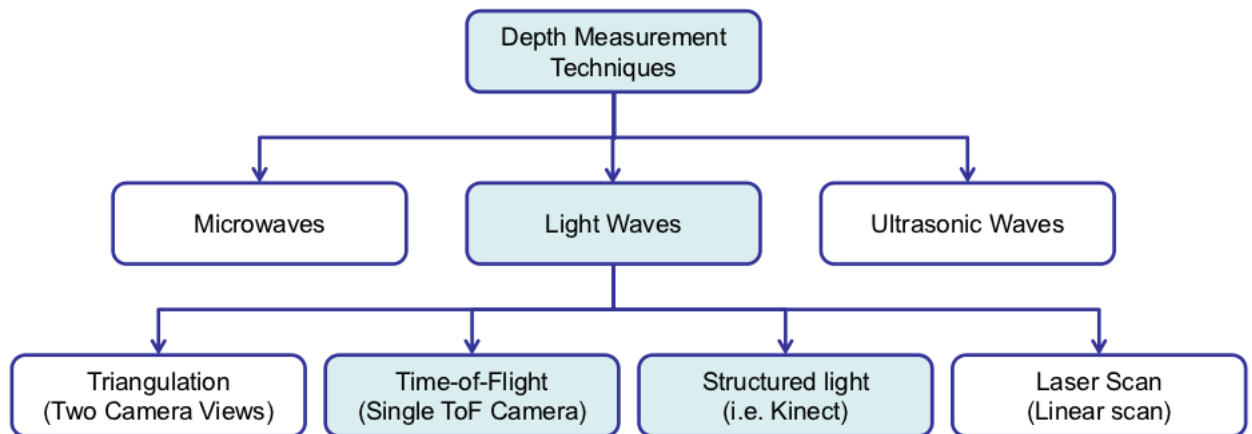 Depth Measurement
Techniques
Microwaves
Light Waves
Ultrasonic Waves
Triangulation
(Two Camera Views)
Time-of-Flight
(Single ToF Camera)
Structured light
(i.e. Kinect)
Laser Scan
(Linear scan)